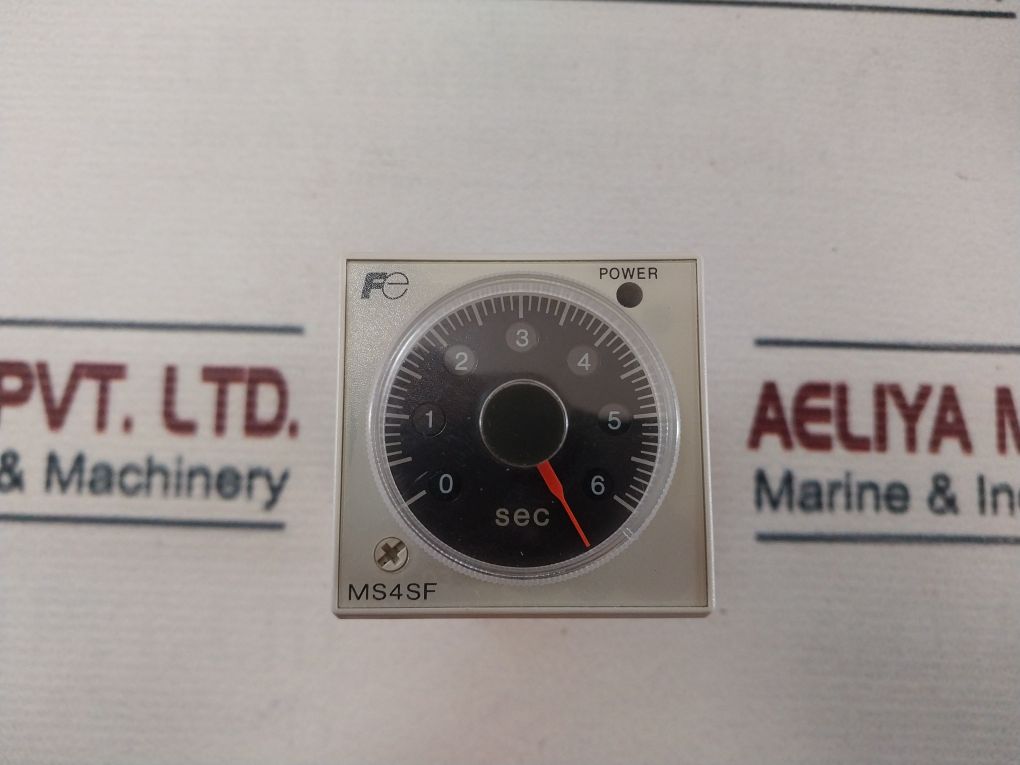 Fe
POWER
3
2
4
1
5
0
6
sec
MS4SF
PVT. LTD.
& Machinery
AELIYA M
Marine & In